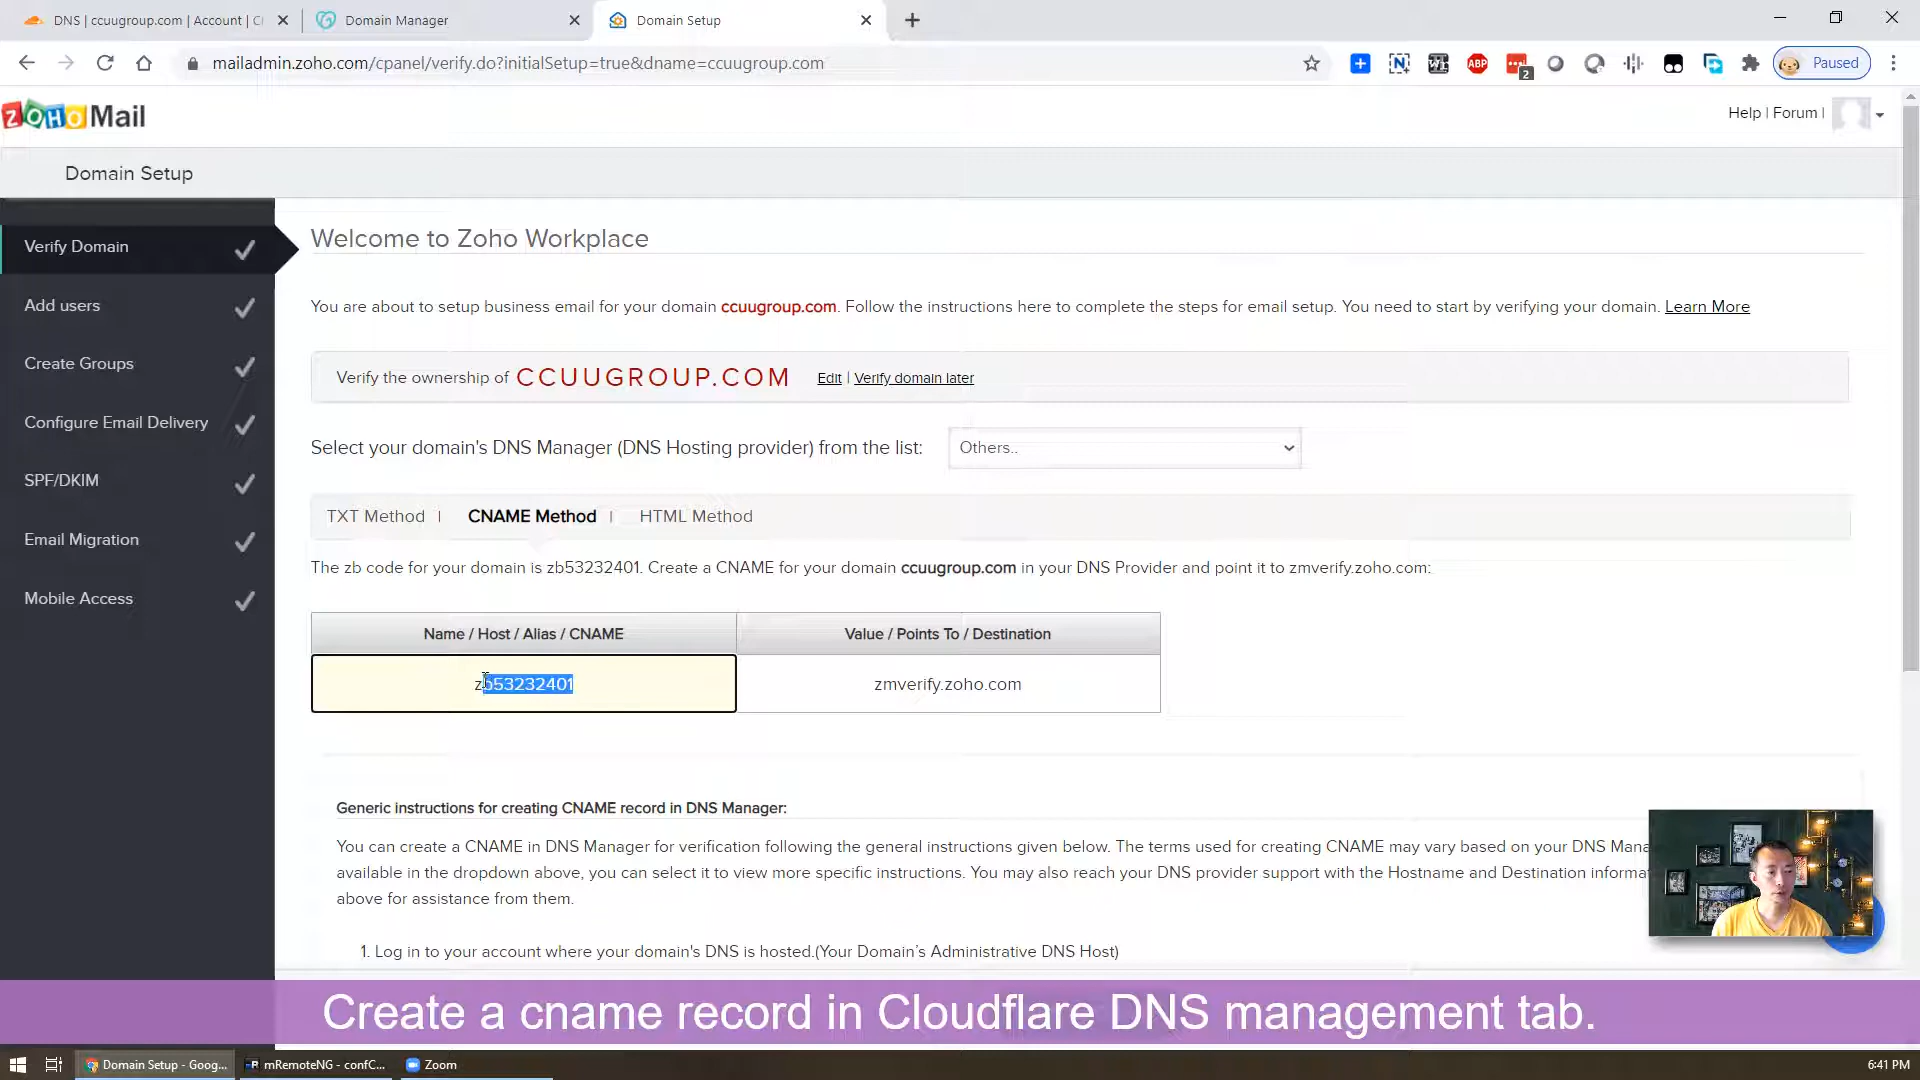 DNS | ccuugroup.com | Account | C
Domain Manager
Domain Setup
mailadmin.zoho.com/cpanel/verify.do?initialSetup=true&dname=ccuugroup.com
ABP
2
Paused
ZOHO Mail
Help | Forum |
Domain Setup
Verify Domain
Add users
Create Groups
Configure Email Delivery
SPF/DKIM
Email Migration
Mobile Access
Welcome to Zoho Workplace
You are about to setup business email for your domain ccuugroup.com. Follow the instructions here to complete the steps for email setup. You need to start by verifying your domain. Learn More
Verify the ownership of CCUUGROUP.COM Edit | Verify domain later
Select your domain's DNS Manager (DNS Hosting provider) from the list: Others..
TXT Method | CNAME Method | HTML Method
The zb code for your domain is zb53232401. Create a CNAME for your domain ccuugroup.com in your DNS Provider and point it to zmverify.zoho.com:
Name / Host / Alias / CNAME Value / Points To / Destination
zb53232401 zmverify.zoho.com
Generic instructions for creating CNAME record in DNS Manager:
You can create a CNAME in DNS Manager for verification following the general instructions given below. The terms used for creating CNAME may vary based on your DNS Mana
available in the dropdown above, you can select it to view more specific instructions. You may also reach your DNS provider support with the Hostname and Destination informat
above for assistance from them.
1. Log in to your account where your domain's DNS is hosted.(Your Domain’s Administrative DNS Host)
Create a cname record in Cloudflare DNS management tab.
Domain Setup - Goog...
mRemoteNG - confC...
Zoom
6:41 PM